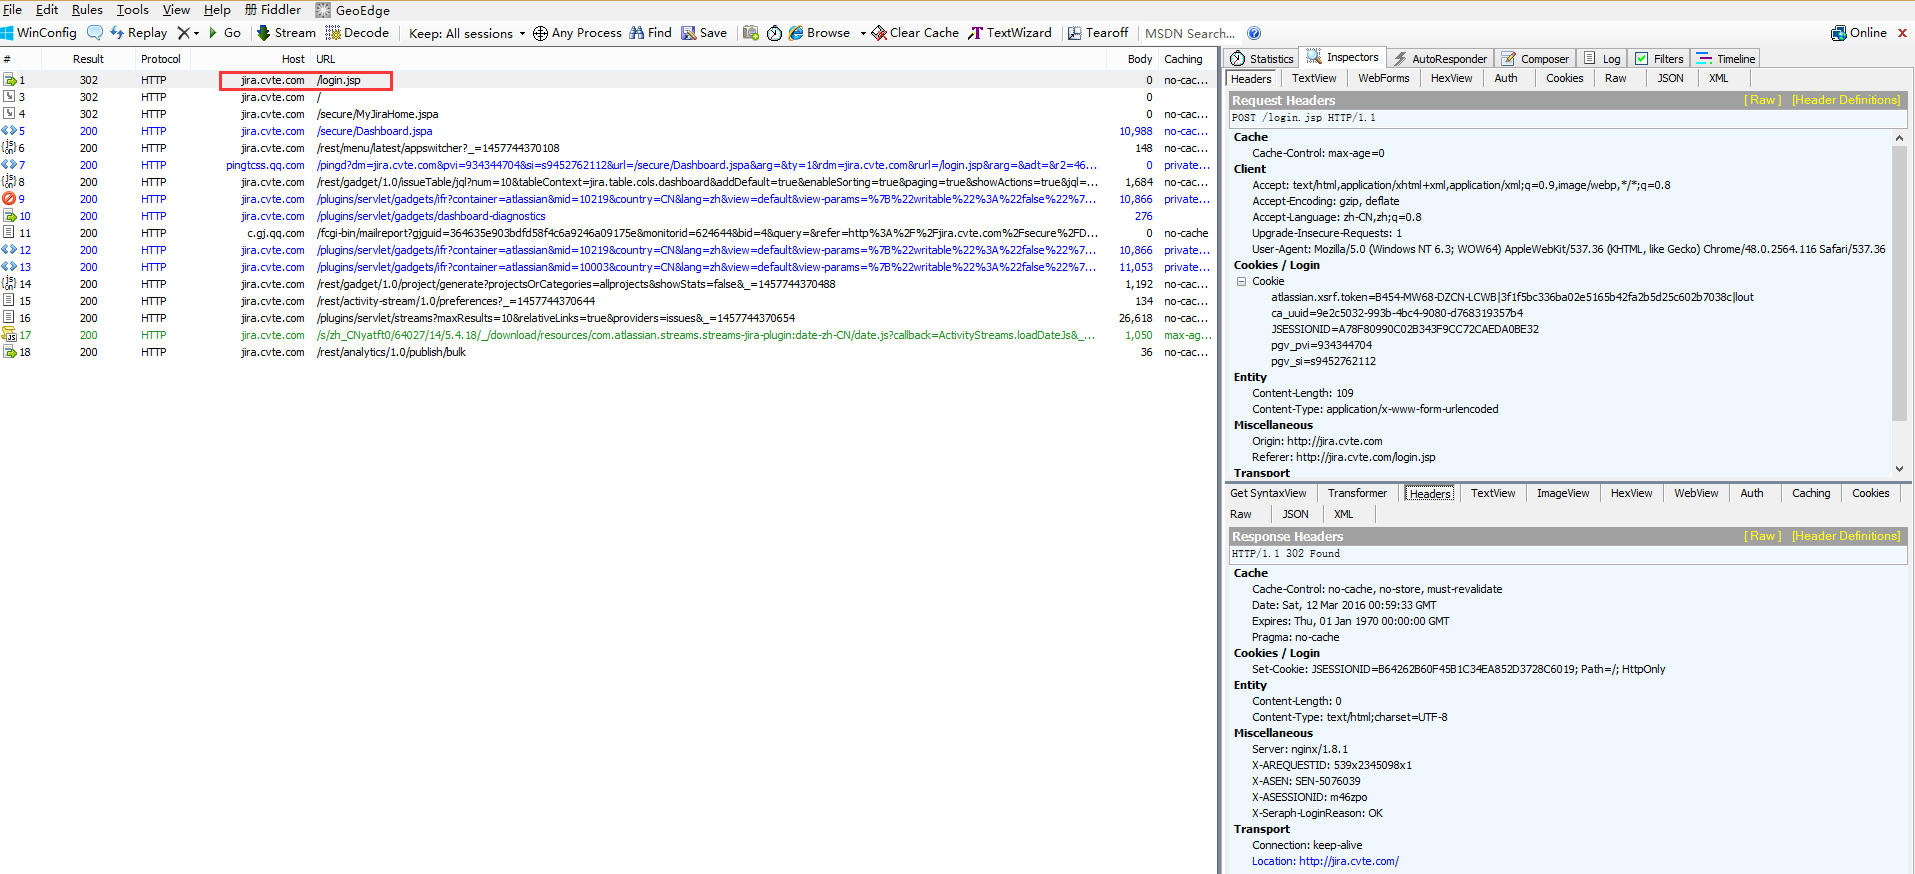 File Edit Rules Tools View Help 册 Fiddler GeoEdge
WinConfig Replay Go Stream Decode Keep: All sessions Any Process Find Save Browse Clear Cache TextWizard Tearoff MSDN Search... Online
# Result Protocol Host URL Body Caching
1 302 HTTP jira.cvte.com /login.jsp 0 no-cac...
3 302 HTTP jira.cvte.com / 0
4 302 HTTP jira.cvte.com /secure/MyJiraHome.jspa 0 no-cac...
5 200 HTTP jira.cvte.com /secure/Dashboard.jspa 10,988 no-cac...
6 200 HTTP jira.cvte.com /rest/menu/latest/appswitcher?_=1457744370108 148 no-cac...
7 200 HTTP pingtcss.qq.com /pingd?dm=jira.cvte.com&pvi=934344704&si=s9452762112&url=/secure/Dashboard.jspa&arg=&ty=1&rdm=jira.cvte.com&rurl=/login.jsp&rarg=&adt=&r2=46... 0 private...
8 200 HTTP jira.cvte.com /rest/gadget/1.0/issueTable/jql?num=10&tableContext=jira.table.cols.dashboard&addDefault=true&enableSorting=true&paging=true&showActions=true&jql=... 1,684 no-cac...
9 200 HTTP jira.cvte.com /plugins/servlet/gadgets/ifr?container=atlassian&mid=10219&country=CN&lang=zh&view=default&view-params=%7B%22writable%22%3A%22false%22%7... 10,866 private...
10 200 HTTP jira.cvte.com /plugins/servlet/gadgets/dashboard-diagnostics 276
11 200 HTTP c.gj.qq.com /fcgi-bin/mailreport?gjguid=364635e903bdfd58f4c6a9246a09175e&monitorid=624644&bid=4&query=&refer=http%3A%2F%2Fjira.cvte.com%2Fsecure%2FD... 0 no-cache
12 200 HTTP jira.cvte.com /plugins/servlet/gadgets/ifr?container=atlassian&mid=10219&country=CN&lang=zh&view=default&view-params=%7B%22writable%22%3A%22false%22%7... 10,866 private...
13 200 HTTP jira.cvte.com /plugins/servlet/gadgets/ifr?container=atlassian&mid=10003&country=CN&lang=zh&view=default&view-params=%7B%22writable%22%3A%22false%22%7... 11,053 private...
14 200 HTTP jira.cvte.com /rest/gadget/1.0/project/generate?projectsOrCategories=allprojects&showStats=false&_=1457744370488 1,192 no-cac...
15 200 HTTP jira.cvte.com /rest/activity-stream/1.0/preferences?_=1457744370644 134 no-cac...
16 200 HTTP jira.cvte.com /plugins/servlet/streams?maxResults=10&relativeLinks=true&providers=issues&_=1457744370654 26,618 no-cac...
17 200 HTTP jira.cvte.com /s/zh_CNyatft0/64027/14/5.4.18/_/download/resources/com.atlassian.streams.streams-jira-plugin:date-zh-CN/date.js?callback=ActivityStreams.loadDateJs&_... 1,050 max-ag...
18 200 HTTP jira.cvte.com /rest/analytics/1.0/publish/bulk 36 no-cac...
Statistics Inspectors AutoResponder Composer Log Filters Timeline
Headers TextView WebForms HexView Auth Cookies Raw JSON XML
Request Headers [ Raw ] [Header Definitions]
POST /login.jsp HTTP/1.1
Cache
Cache-Control: max-age=0
Client
Accept: text/html,application/xhtml+xml,application/xml;q=0.9,image/webp,*/*;q=0.8
Accept-Encoding: gzip, deflate
Accept-Language: zh-CN,zh;q=0.8
Upgrade-Insecure-Requests: 1
User-Agent: Mozilla/5.0 (Windows NT 6.3; WOW64) AppleWebKit/537.36 (KHTML, like Gecko) Chrome/48.0.2564.116 Safari/537.36
Cookies / Login
Cookie
atlassian.xsrf.token=B454-MW68-DZCN-LCWB|3f1f5bc336ba02e5165b42fa2b5d25c602b7038c|lout
ca_uuid=9e2c5032-993b-4bc4-9080-d768319357b4
JSESSIONID=A78F80990C02B343F9CC72CAEDA0BE32
pgv_pvi=934344704
pgv_si=s9452762112
Entity
Content-Length: 109
Content-Type: application/x-www-form-urlencoded
Miscellaneous
Origin: http://jira.cvte.com
Referer: http://jira.cvte.com/login.jsp
Transport
Get SyntaxView Transformer Headers TextView ImageView HexView WebView Auth Caching Cookies
Raw JSON XML
Response Headers [ Raw ] [Header Definitions]
HTTP/1.1 302 Found
Cache
Cache-Control: no-cache, no-store, must-revalidate
Date: Sat, 12 Mar 2016 00:59:33 GMT
Expires: Thu, 01 Jan 1970 00:00:00 GMT
Pragma: no-cache
Cookies / Login
Set-Cookie: JSESSIONID=B64262B60F45B1C34EA852D3728C6019; Path=/; HttpOnly
Entity
Content-Length: 0
Content-Type: text/html;charset=UTF-8
Miscellaneous
Server: nginx/1.8.1
X-AREQUESTID: 539x2345098x1
X-ASEN: SEN-5076039
X-ASESSIONID: m46zpo
X-Seraph-LoginReason: OK
Transport
Connection: keep-alive
Location: http://jira.cvte.com/